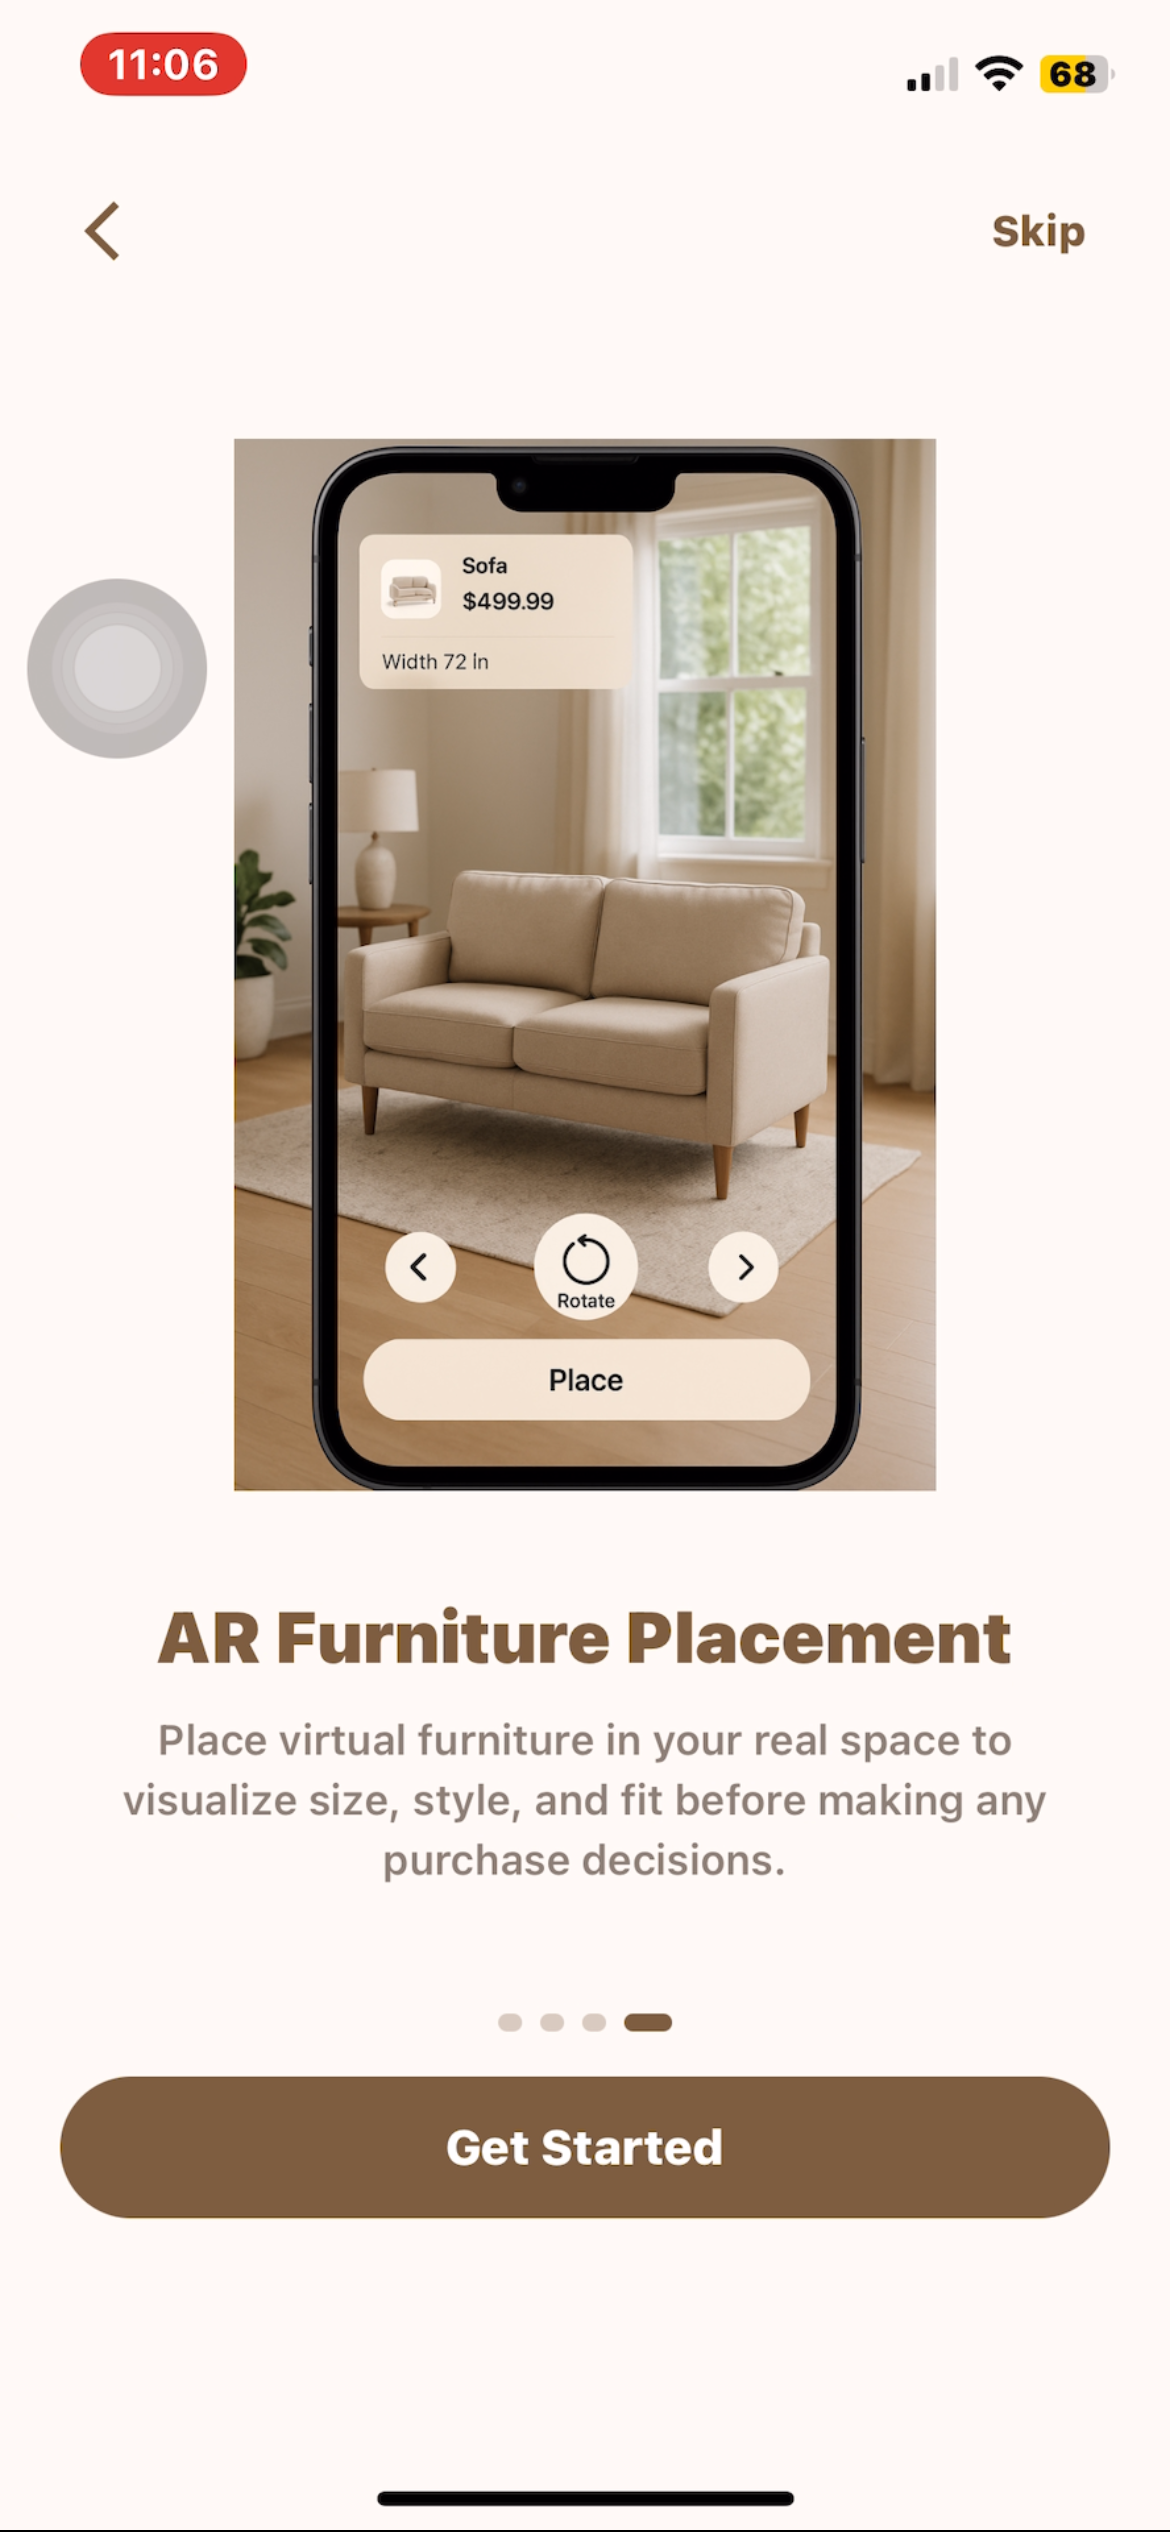 11:06
68
Skip
Sofa
$499.99
Width 72 in
Rotate
Place
AR Furniture Placement
Place virtual furniture in your real space to
visualize size, style, and fit before making any
purchase decisions.
Get Started